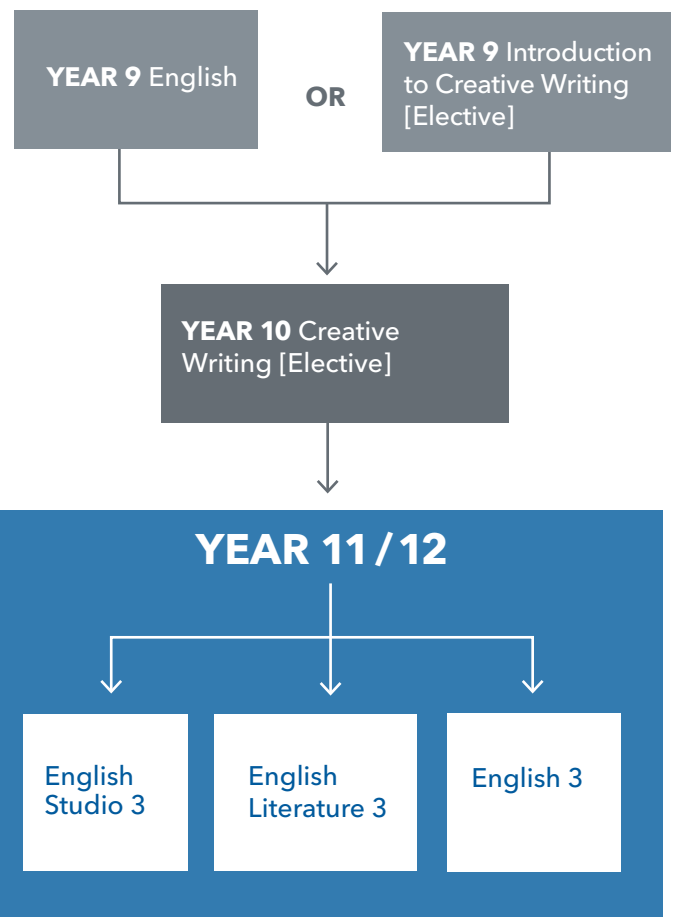 YEAR 9 English
OR
YEAR 9 Introduction
to Creative Writing
[Elective]
YEAR 10 Creative
Writing [Elective]
YEAR 11/12
English
Studio 3
English
Literature 3
English 3